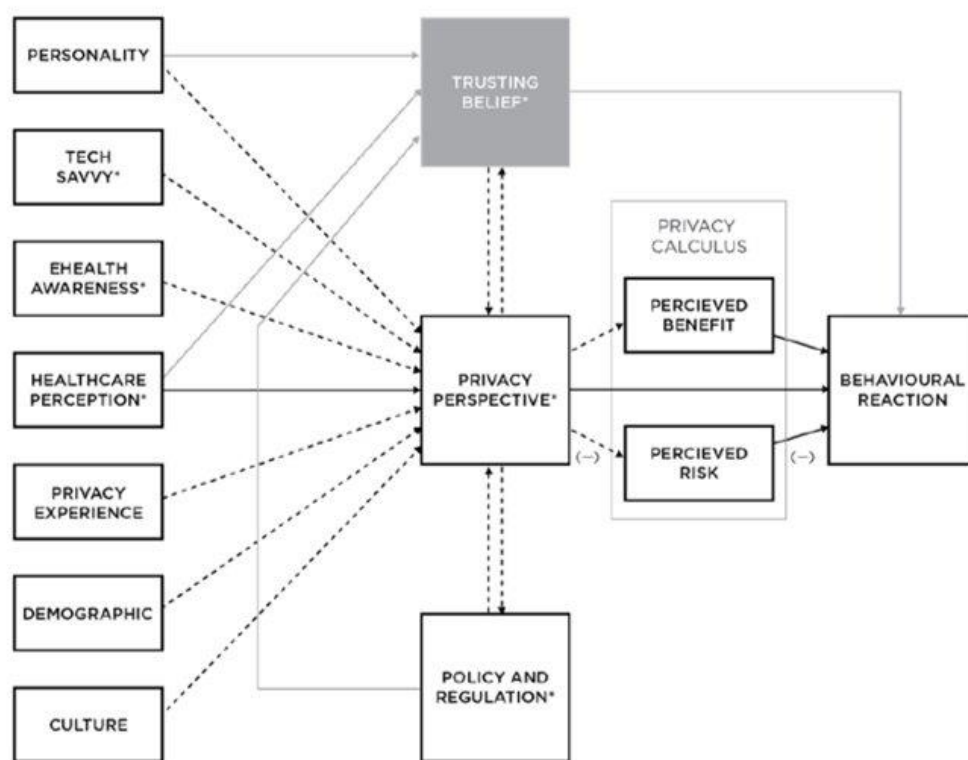 PERSONALITY
TECH
SAVVY*
EHEALTH
AWARENESS*
HEALTHCARE
PERCEPTION*
PRIVACY
EXPERIENCE
DEMOGRAPHIC
CULTURE
TRUSTING
BELIEF*
PRIVACY
PERSPECTIVE*
POLICY AND
REGULATION*
PRIVACY
CALCULUS
PERCIEVED
BENEFIT
PERCIEVED
RISK
(−)
(−)
BEHAVIOURAL
REACTION